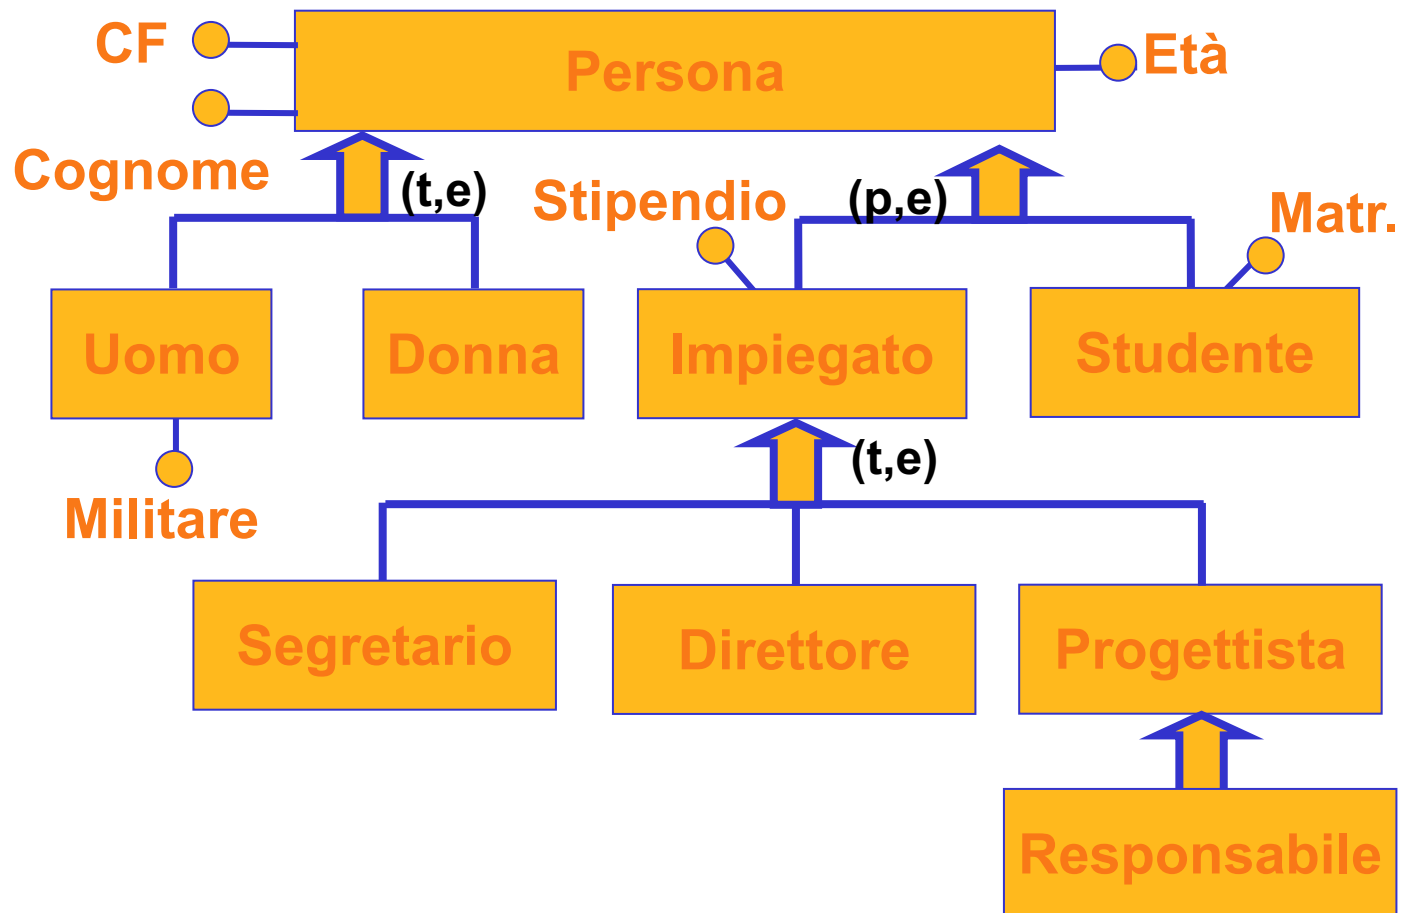 CF
Persona
Età
Cognome
(t,e)
Stipendio
(p,e)
Matr.
Uomo
Donna
Impiegato
Studente
(t,e)
Militare
Segretario
Direttore
Progettista
Responsabile